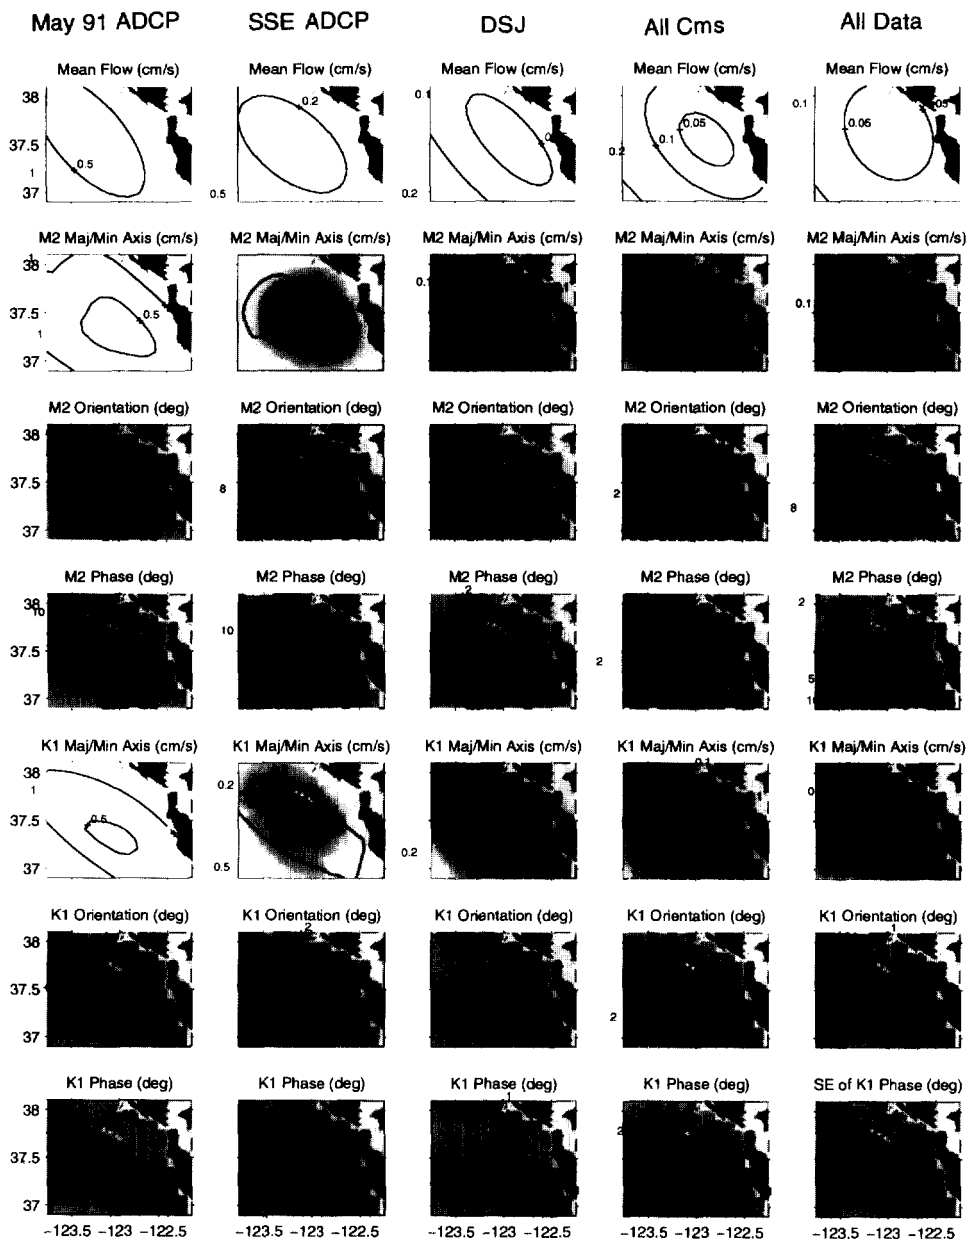 May 91 ADCP SSE ADCP DSJ All Cms All Data
Mean Flow (cm/s) Mean Flow (cm/s) Mean Flow (cm/s) Mean Flow (cm/s) Mean Flow (cm/s)
38 0.2 0.1 0.05 0.1 0.05
37.5 0.5 0.1 0.2
1
37 0.5 0.2
M2 Maj/Min Axis (cm/s) M2 Maj/Min Axis (cm/s) M2 Maj/Min Axis (cm/s) M2 Maj/Min Axis (cm/s) M2 Maj/Min Axis (cm/s)
38 0.1 0.1
37.5 0.5
1
37
M2 Orientation (deg) M2 Orientation (deg) M2 Orientation (deg) M2 Orientation (deg) M2 Orientation (deg)
38
37.5 8 2 8
37
M2 Phase (deg) M2 Phase (deg) M2 Phase (deg) M2 Phase (deg) M2 Phase (deg)
38 2 2
10
37.5 10 2 5
37
K1 Maj/Min Axis (cm/s) K1 Maj/Min Axis (cm/s) K1 Maj/Min Axis (cm/s) K1 Maj/Min Axis (cm/s) K1 Maj/Min Axis (cm/s)
38 0.2 0.1 0
1
37.5 0.5 0.2
37 0.5
K1 Orientation (deg) K1 Orientation (deg) K1 Orientation (deg) K1 Orientation (deg) K1 Orientation (deg)
38 2 1
37.5 2
37
K1 Phase (deg) K1 Phase (deg) K1 Phase (deg) K1 Phase (deg) SE of K1 Phase (deg)
38 1 2
37.5
37
-123.5 -123 -122.5 -123.5 -123 -122.5 -123.5 -123 -122.5 -123.5 -123 -122.5 -123.5 -123 -122.5